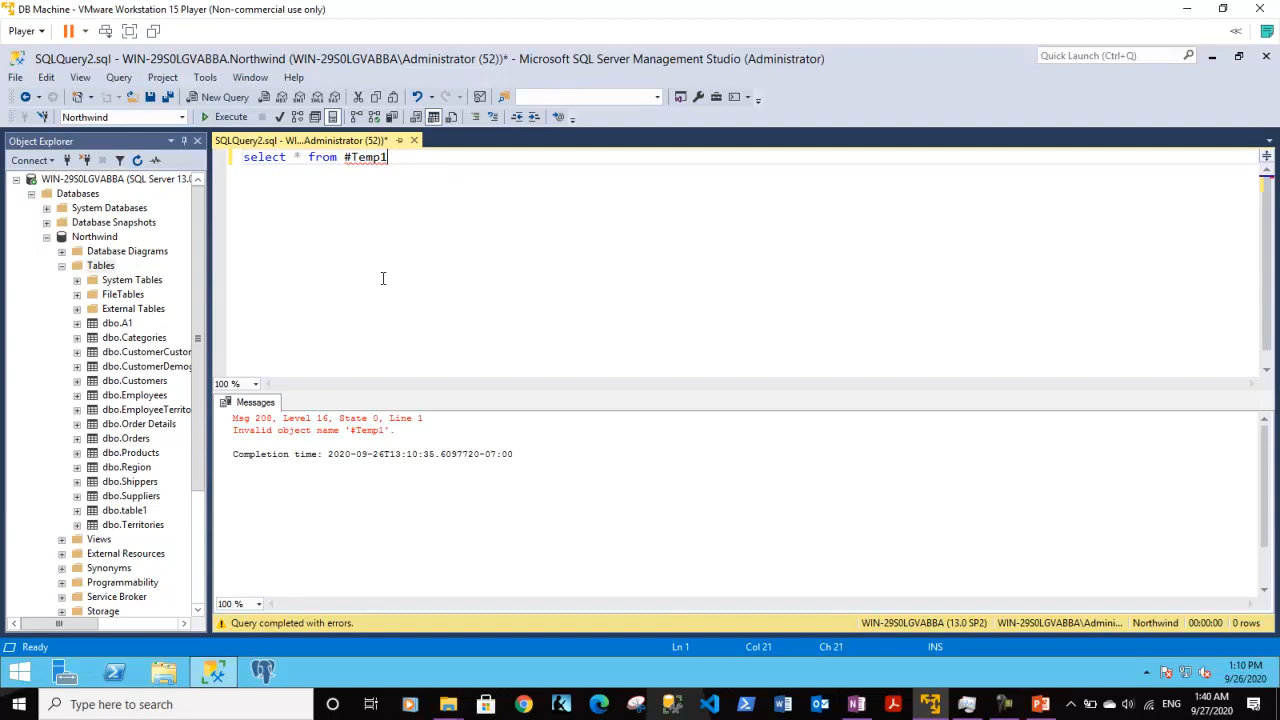 DB Machine - VMware Workstation 15 Player (Non-commercial use only)
Player
SQLQuery2.sql - WIN-29S0LGVABBA.Northwind (WIN-29S0LGVABBA\Administrator (52))* - Microsoft SQL Server Management Studio (Administrator)
Quick Launch (Ctrl+Q)
File Edit View Query Project Tools Window Help
New Query
Northwind
Execute
Object Explorer
SQLQuery2.sql - WI...Administrator (52))*
Connect
select * from #Temp1
WIN-29S0LGVABBA (SQL Server 13.0
Databases
System Databases
Database Snapshots
Northwind
Database Diagrams
Tables
System Tables
FileTables
External Tables
dbo.A1
dbo.Categories
dbo.CustomerCustor
dbo.CustomerDemog
dbo.Customers
dbo.Employees
dbo.EmployeeTerrito
dbo.Order Details
dbo.Orders
dbo.Products
dbo.Region
dbo.Shippers
dbo.Suppliers
dbo.table1
dbo.Territories
Views
External Resources
Synonyms
Programmability
Service Broker
Storage
100 %
Messages
Msg 208, Level 16, State 0, Line 1
Invalid object name '#Temp1'.
Completion time: 2020-09-26T13:10:35.6097720-07:00
100 %
Query completed with errors.
WIN-29S0LGVABBA (13.0 SP2) WIN-29S0LGVABBA\Admini... Northwind 00:00:00 0 rows
Ready
Ln 1 Col 21 Ch 21 INS
1:10 PM
9/26/2020
Type here to search
ENG
1:40 AM
9/27/2020